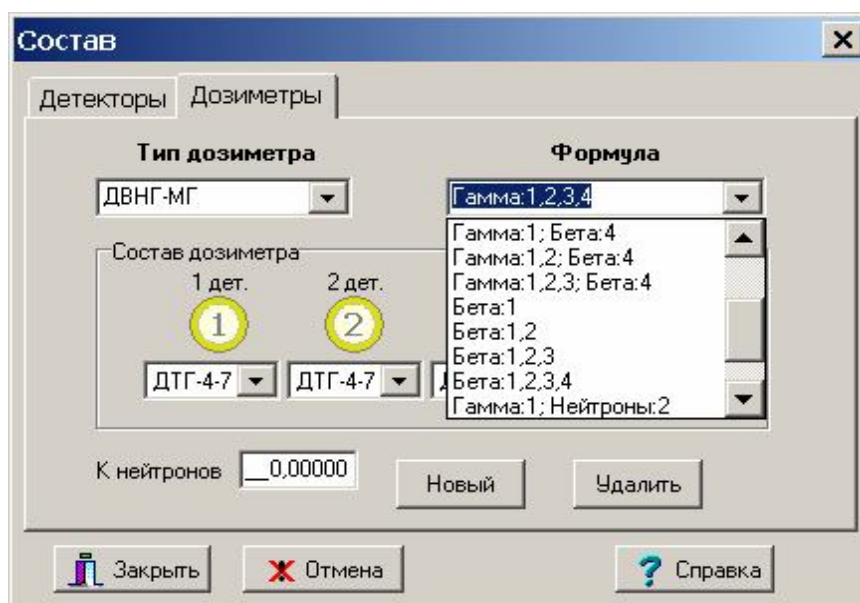 Состав
Детекторы Дозиметры
Тип дозиметра Формула
ДВНГ-МГ Гамма:1,2,3,4
Гамма:1; Бета:4
Гамма:1,2; Бета:4
Гамма:1,2,3; Бета:4
Бета:1
Бета:1,2
Бета:1,2,3
Бета:1,2,3,4
Гамма:1; Нейтроны:2
Состав дозиметра
1 дет. 2 дет.
1 2
ДТГ-4-7 ДТГ-4-7
К нейтронов __0,00000 Новый Удалить
Закрыть Отмена ? Справка